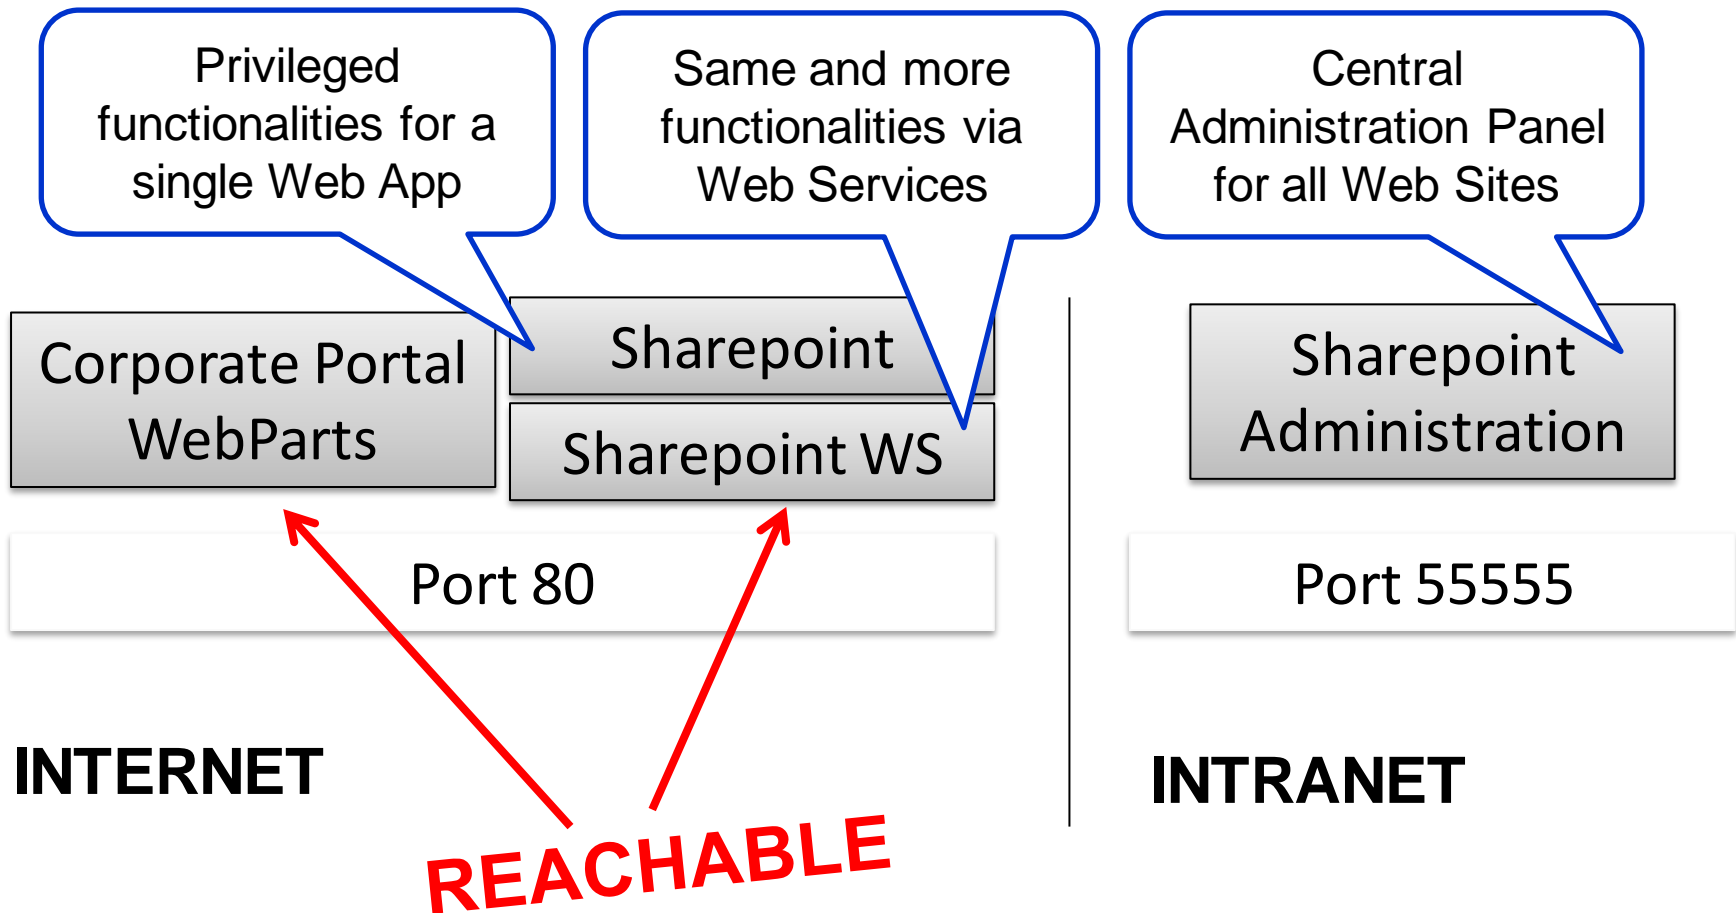 Privileged
functionalities for a
single Web App
Same and more
functionalities via
Web Services
Central
Administration Panel
for all Web Sites
Corporate Portal
WebParts
Sharepoint
Sharepoint WS
Sharepoint
Administration
Port 80
Port 55555
INTERNET
INTRANET
REACHABLE